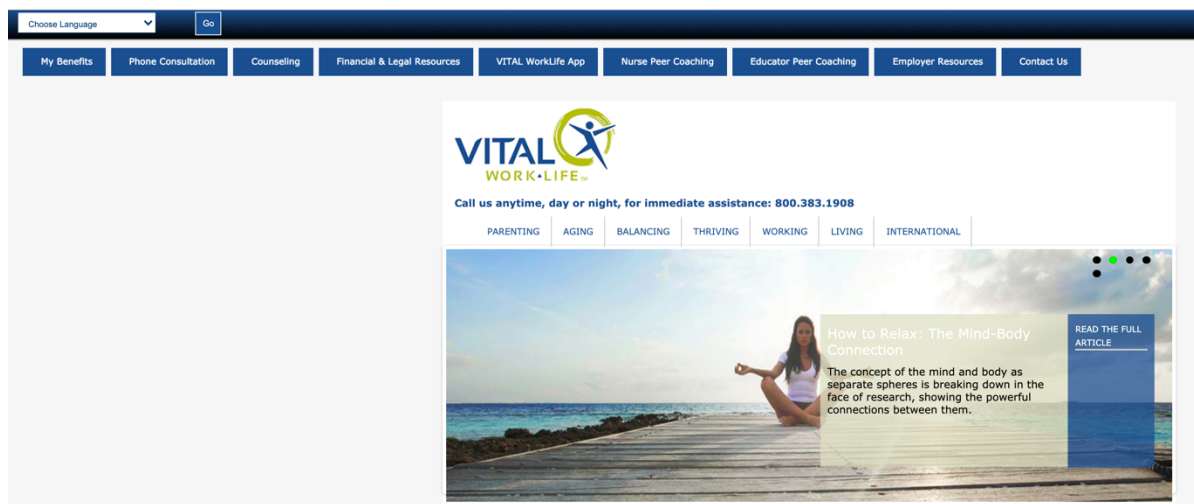 Choose Language
Go
My Benefits
Phone Consultation
Counseling
Financial & Legal Resources
VITAL WorkLife App
Nurse Peer Coaching
Educator Peer Coaching
Employer Resources
Contact Us
VITAL
WORK•LIFE
Call us anytime, day or night, for immediate assistance: 800.383.1908
PARENTING
AGING
BALANCING
THRIVING
WORKING
LIVING
INTERNATIONAL
How to Relax: The Mind-Body
Connection
The concept of the mind and body as
separate spheres is breaking down in the
face of research, showing the powerful
connections between them.
READ THE FULL
ARTICLE